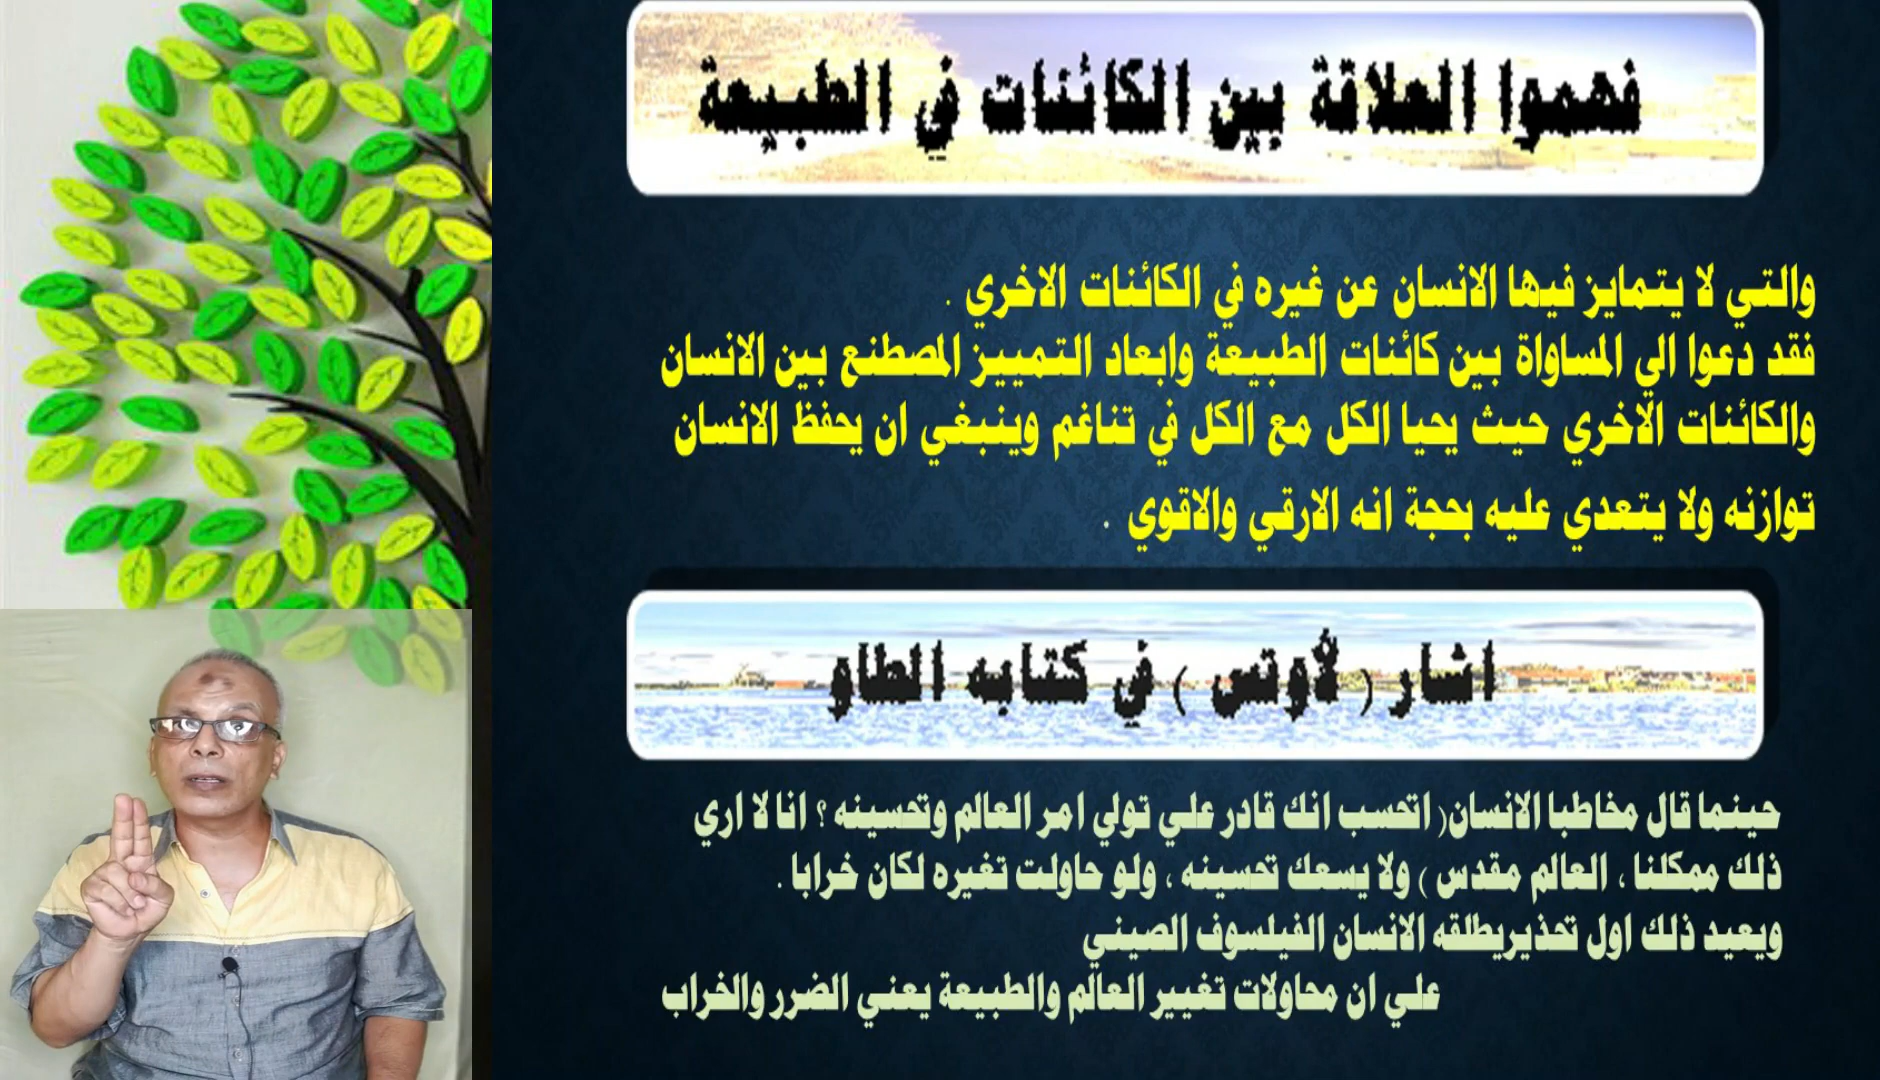 فهموا العلاقة بين الكائنات في الطبيعة
والتي لا يتمايز فيها الانسان عن غيره في الكائنات الاخري .
فقد دعوا الي المساواة بين كائنات الطبيعة وابعاد التمييز المصطنع بين الانسان
والكائنات الاخري حيث يحيا الكل مع الكل في تناغم وينبغي ان يحفظ الانسان
توازنه ولا يتعدي عليه بحجة انه الارقي والاقوي .
اشار ( لأوتس ) في كتابه الطاو
حينما قال مخاطبا الانسان( اتحسب انك قادر علي تولي امر العالم وتحسينه ؟ انا لا اري
ذلك ممكلنا ، العالم مقدس ) ولا يسعك تحسينه ، ولو حاولت تغيره لكان خرابا .
ويعيد ذلك اول تحذيريطلقه الانسان الفيلسوف الصيني
علي ان محاولات تغيير العالم والطبيعة يعني الضرر والخراب